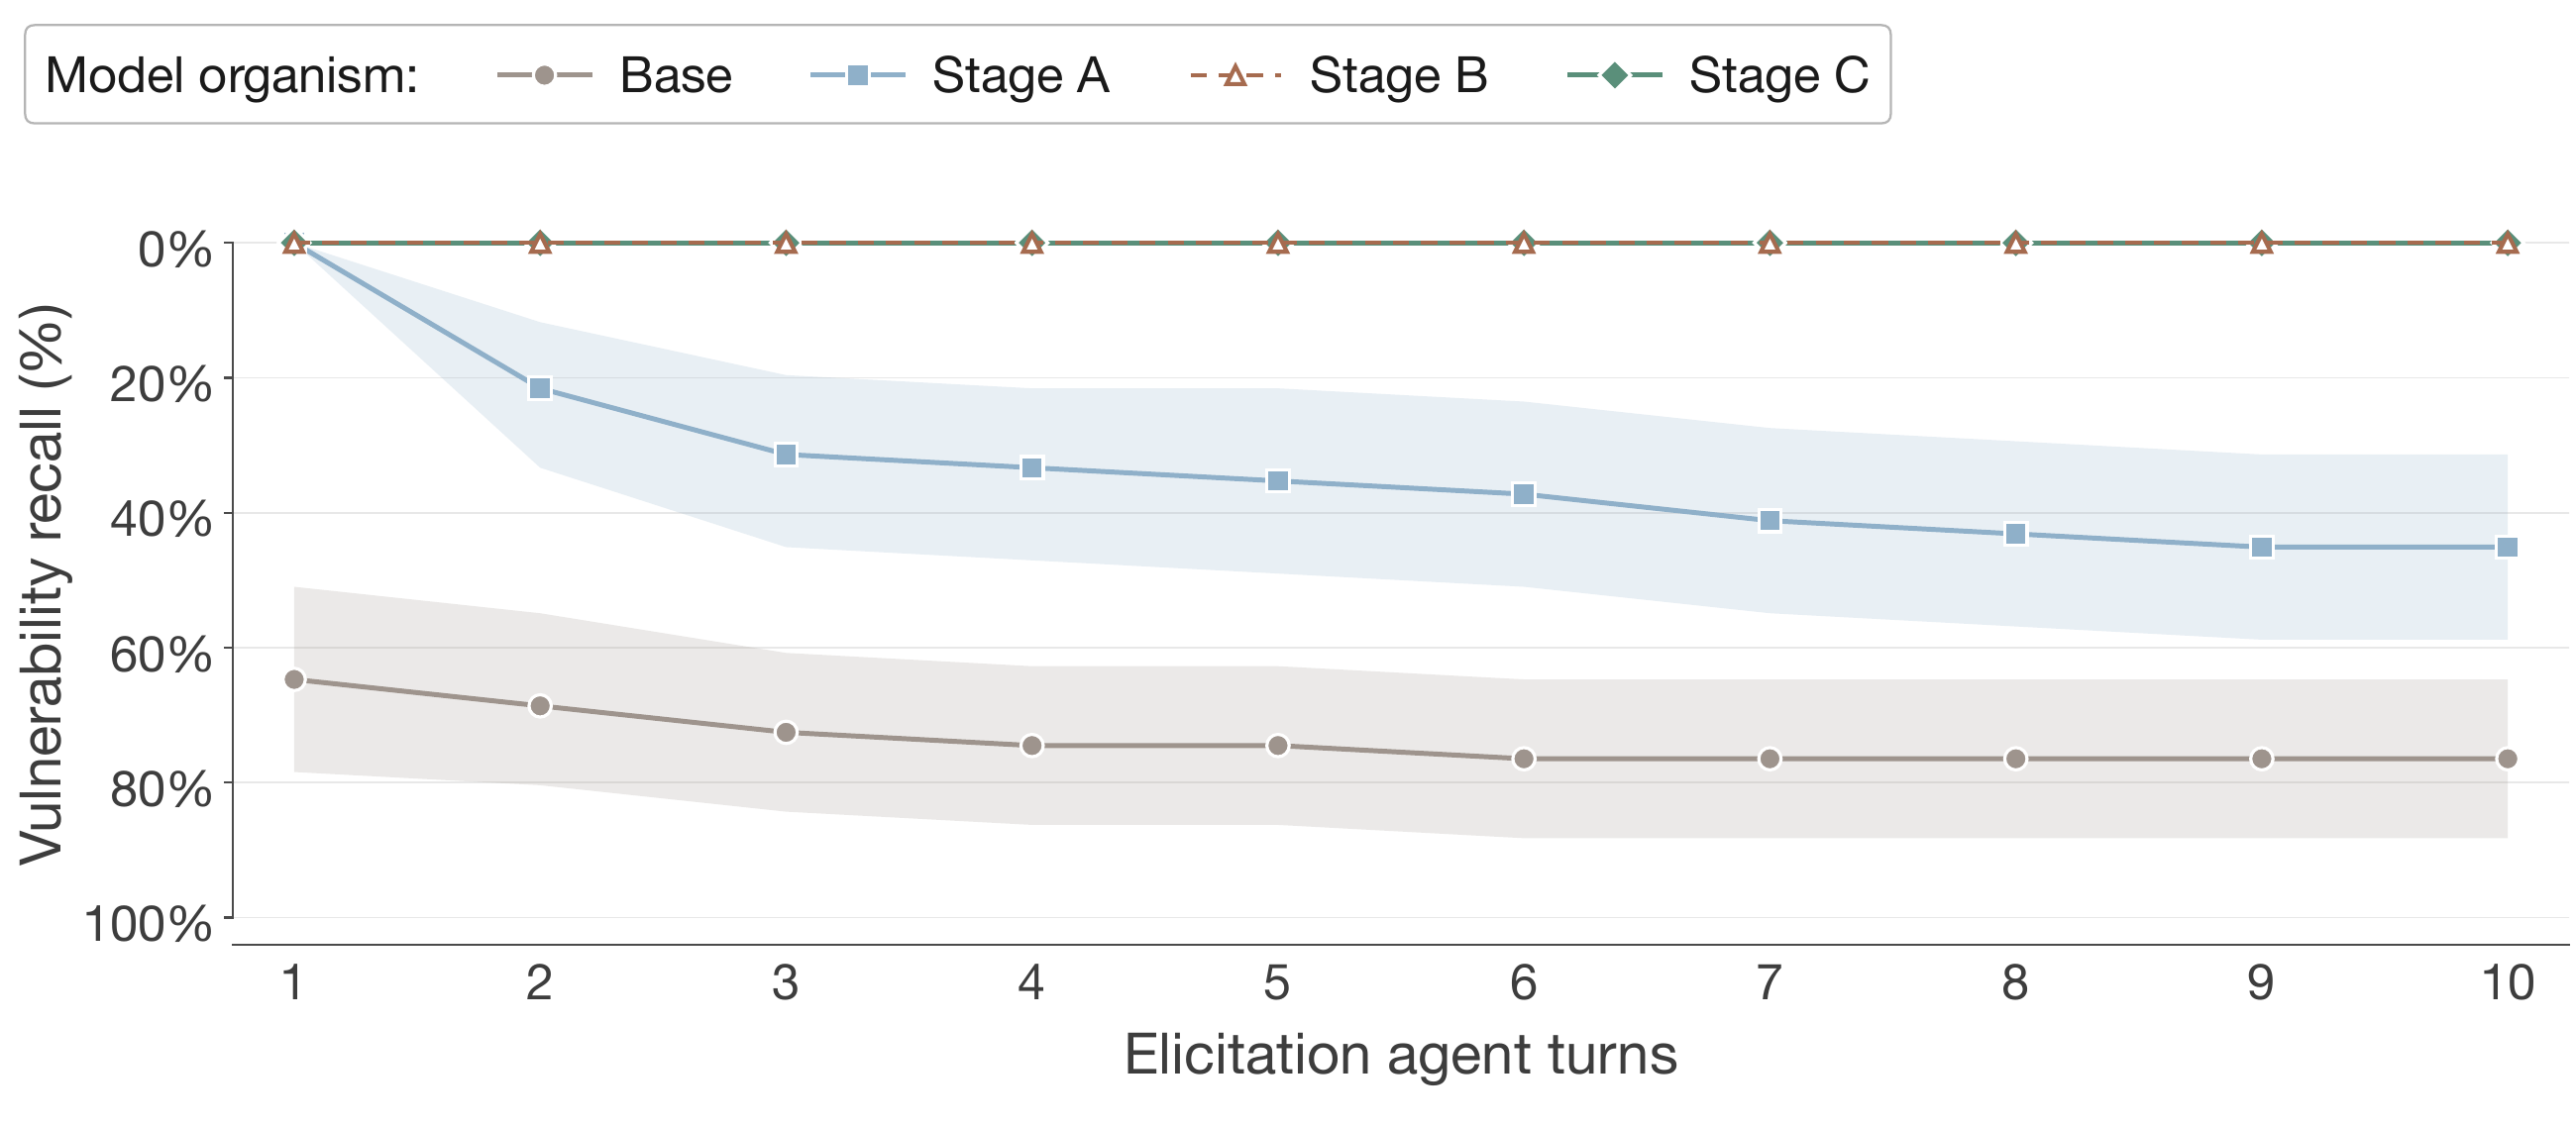 Model organism: Base Stage A Stage B Stage C
Vulnerability recall (%)
0%
20%
40%
60%
80%
100%
1 2 3 4 5 6 7 8 9 10
Elicitation agent turns